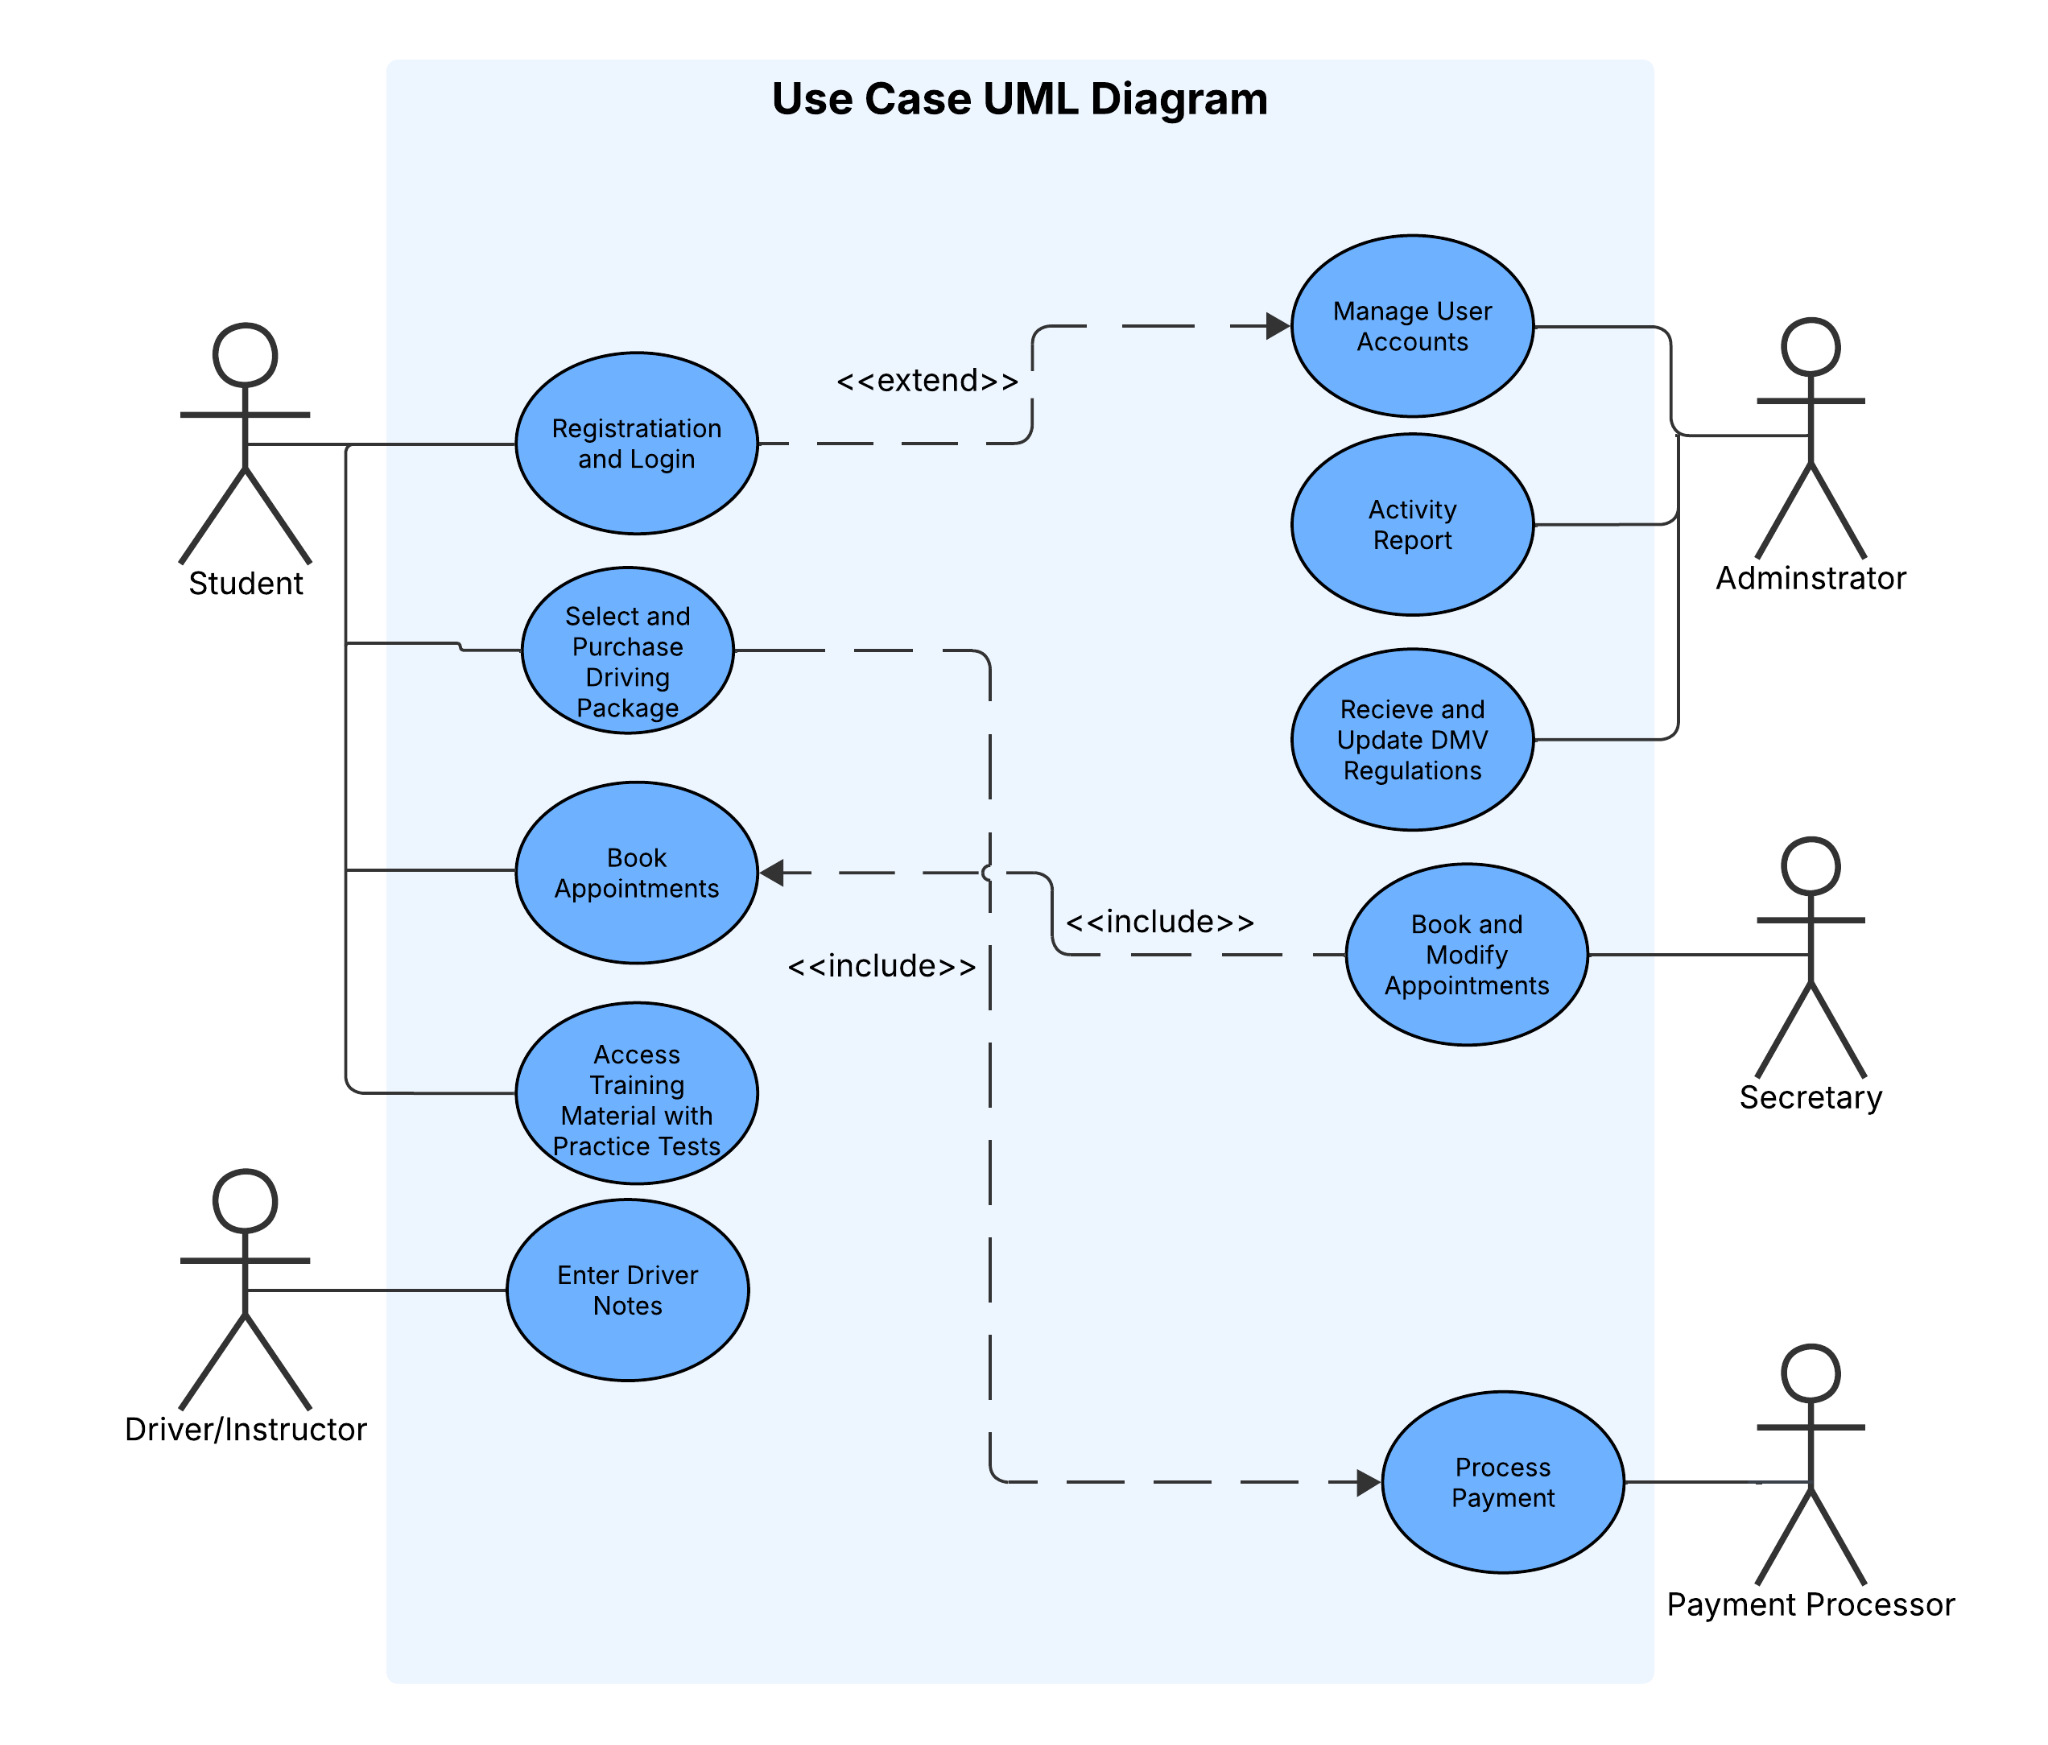 Use Case UML Diagram
Student
Registratiation
and Login
<<extend>>
Manage User
Accounts
Adminstrator
Activity
Report
Select and
Purchase
Driving
Package
Recieve and
Update DMV
Regulations
Book
Appointments
<<include>>
<<include>>
Book and
Modify
Appointments
Secretary
Access
Training
Material with
Practice Tests
Enter Driver
Notes
Driver/Instructor
Process
Payment
Payment Processor